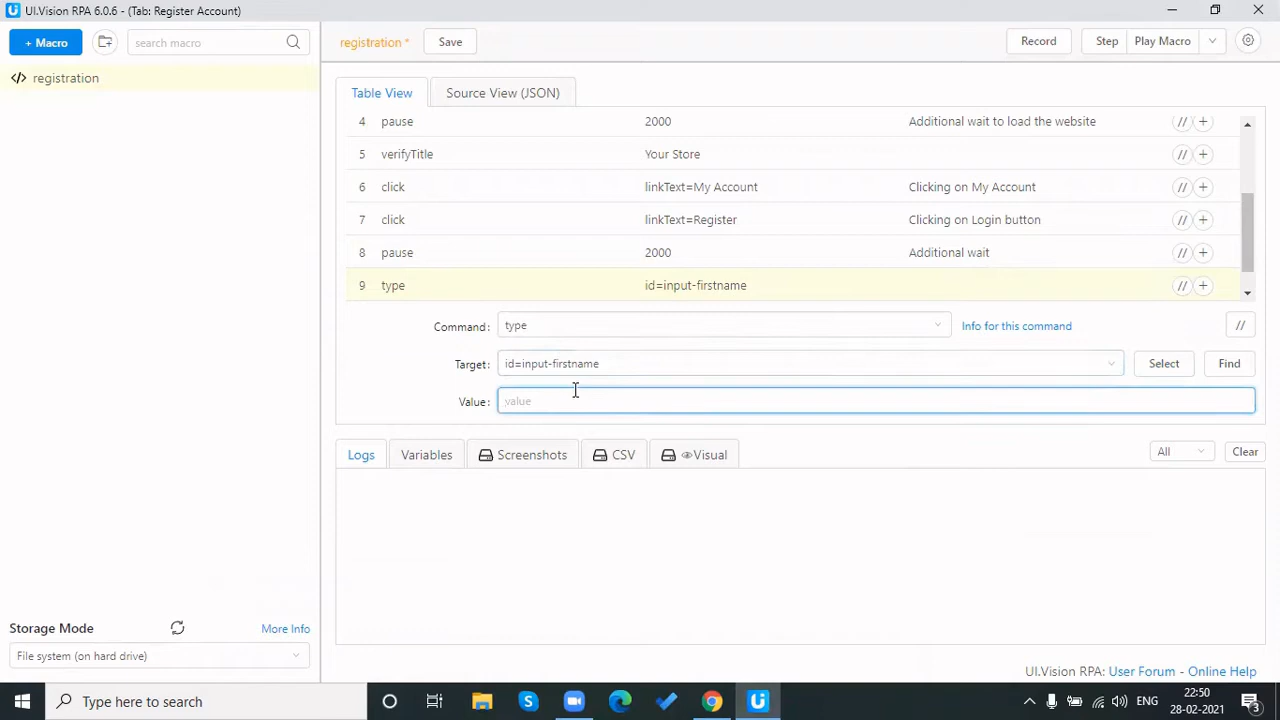 UI.Vision RPA 6.0.6 - (Tab: Register Account)
+ Macro
search macro
registration *
Save
Record
Step
Play Macro
registration
Table View
Source View (JSON)
4 pause 2000 Additional wait to load the website // +
5 verifyTitle Your Store // +
6 click linkText=My Account Clicking on My Account // +
7 click linkText=Register Clicking on Login button // +
8 pause 2000 Additional wait // +
9 type id=input-firstname // +
Command: type Info for this command //
Target: id=input-firstname Select Find
Value: value
Logs Variables Screenshots CSV Visual All Clear
Storage Mode More Info
File system (on hard drive)
UI.Vision RPA: User Forum - Online Help
Type here to search
ENG
22:50
28-02-2021
3